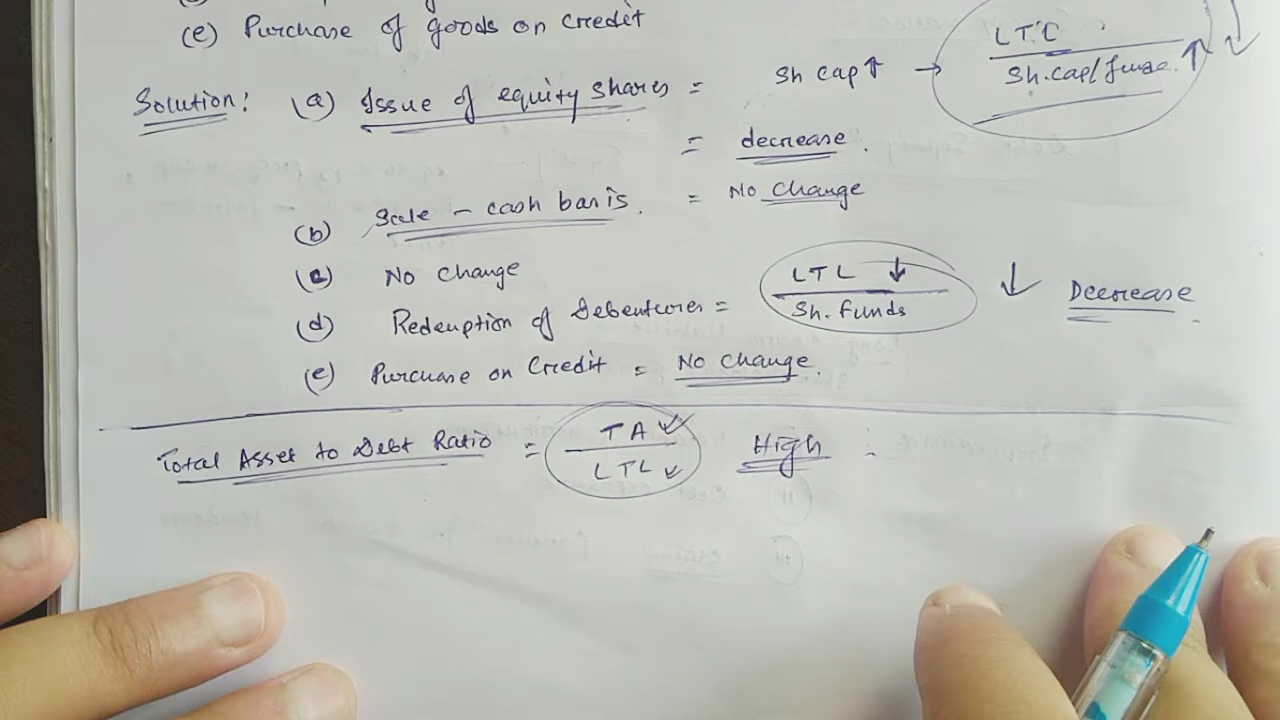 (e) Purchase of goods on credit
Solution: (a) Issue of equity shares = Sh cap↑ → LTL / Sh. cap/funds. ↑ ↓
= decrease.
(b) Sale - cash basis. = No change
(c) No change
(d) Redemption of Debentures = LTL ↓ / Sh. funds ↓ Decrease
(e) Purchase on Credit = No change.
Total Asset to Debt Ratio = TA / LTL High :